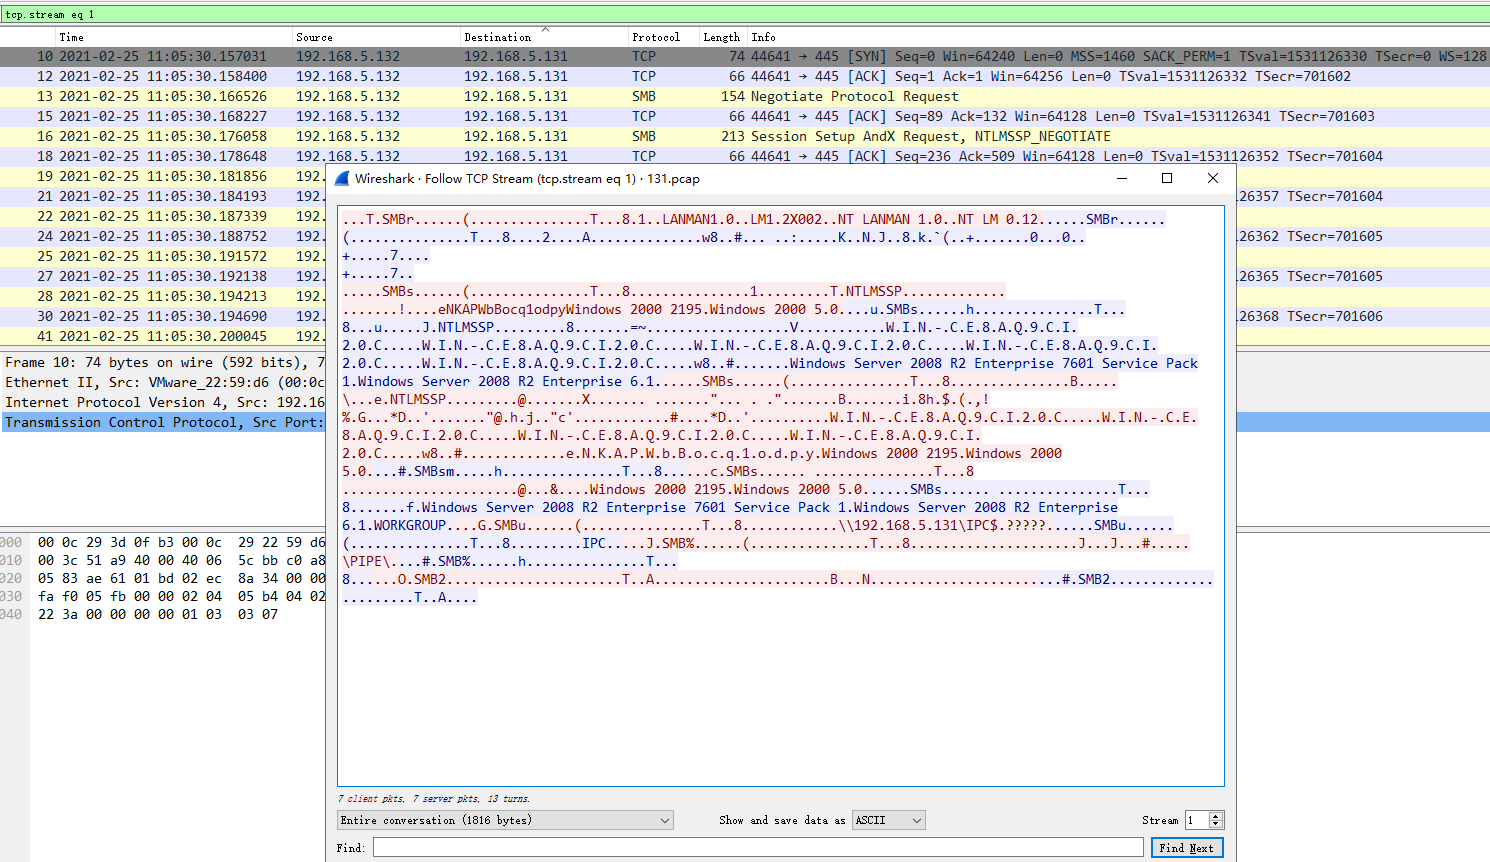 tcp.stream eq 1
Time Source Destination Protocol Length Info
10 2021-02-25 11:05:30.157031 192.168.5.132 192.168.5.131 TCP 74 44641 → 445 [SYN] Seq=0 Win=64240 Len=0 MSS=1460 SACK_PERM=1 TSval=1531126330 TSecr=0 WS=128
12 2021-02-25 11:05:30.158400 192.168.5.132 192.168.5.131 TCP 66 44641 → 445 [ACK] Seq=1 Ack=1 Win=64256 Len=0 TSval=1531126332 TSecr=701602
13 2021-02-25 11:05:30.166526 192.168.5.132 192.168.5.131 SMB 154 Negotiate Protocol Request
15 2021-02-25 11:05:30.168227 192.168.5.132 192.168.5.131 TCP 66 44641 → 445 [ACK] Seq=89 Ack=132 Win=64128 Len=0 TSval=1531126341 TSecr=701603
16 2021-02-25 11:05:30.176058 192.168.5.132 192.168.5.131 SMB 213 Session Setup AndX Request, NTLMSSP_NEGOTIATE
18 2021-02-25 11:05:30.178648 192.168.5.132 192.168.5.131 TCP 66 44641 → 445 [ACK] Seq=236 Ack=509 Win=64128 Len=0 TSval=1531126352 TSecr=701604
19 2021-02-25 11:05:30.181856 192.
21 2021-02-25 11:05:30.184193 192. 26357 TSecr=701604
22 2021-02-25 11:05:30.187339 192.
24 2021-02-25 11:05:30.188752 192. 26362 TSecr=701605
25 2021-02-25 11:05:30.191572 192.
27 2021-02-25 11:05:30.192138 192. 26365 TSecr=701605
28 2021-02-25 11:05:30.194213 192.
30 2021-02-25 11:05:30.194690 192. 26368 TSecr=701606
41 2021-02-25 11:05:30.200045 192.
Frame 10: 74 bytes on wire (592 bits), 7
Ethernet II, Src: VMware_22:59:d6 (00:0c
Internet Protocol Version 4, Src: 192.16
Transmission Control Protocol, Src Port:
000 00 0c 29 3d 0f b3 00 0c 29 22 59 d6
010 00 3c 51 a9 40 00 40 06 5c bb c0 a8
020 05 83 ae 61 01 bd 02 ec 8a 34 00 00
030 fa f0 05 fb 00 00 02 04 05 b4 04 02
040 22 3a 00 00 00 00 01 03 03 07
Wireshark · Follow TCP Stream (tcp.stream eq 1) · 131.pcap
...T.SMBr......(...............T...8.1..LANMAN1.0..LM1.2X002..NT LANMAN 1.0..NT LM 0.12......SMBr......
(...............T...8....2....A..............w8..#... ..:.....K..N.J..8.k.`(..+.......0...0..
+.....7....
+.....7..
.....SMBs......(...............T...8...............1.........T.NTLMSSP.............
.......!....eNKAPWbBocq1odpyWindows 2000 2195.Windows 2000 5.0....u.SMBs......h...............T...
8...u.....J.NTLMSSP.........8.......=~..................V...........W.I.N.-.C.E.8.A.Q.9.C.I.
2.0.C.....W.I.N.-.C.E.8.A.Q.9.C.I.2.0.C.....W.I.N.-.C.E.8.A.Q.9.C.I.2.0.C.....W.I.N.-.C.E.8.A.Q.9.C.I.
2.0.C.....W.I.N.-.C.E.8.A.Q.9.C.I.2.0.C.....w8..#.......Windows Server 2008 R2 Enterprise 7601 Service Pack
1.Windows Server 2008 R2 Enterprise 6.1......SMBs......(...............T...8...............B.....
\...e.NTLMSSP.........@.......X....... .......".... . ."........B.......i.8h.$.(.,!
%.G...*D..'......."@.h.j.."c'............#....*D..'..........W.I.N.-.C.E.8.A.Q.9.C.I.2.0.C.....W.I.N.-.C.E.
8.A.Q.9.C.I.2.0.C.....W.I.N.-.C.E.8.A.Q.9.C.I.2.0.C.....W.I.N.-.C.E.8.A.Q.9.C.I.
2.0.C.....w8..#.............e.N.K.A.P.W.b.B.o.c.q.1.o.d.p.y.Windows 2000 2195.Windows 2000
5.0....#.SMBsm.....h...............T...8......c.SMBs...... ...............T...8
......................@...&....Windows 2000 2195.Windows 2000 5.0......SMBs...... ...............T...
8.......f.Windows Server 2008 R2 Enterprise 7601 Service Pack 1.Windows Server 2008 R2 Enterprise
6.1.WORKGROUP....G.SMBu......(...............T...8............\\192.168.5.131\IPC$.?????......SMBu......
(...............T...8.........IPC.....J.SMB%......(...............T...8.....................J...J...#.....
\PIPE\....#.SMB%......h...............T...
8......O.SMB2......................T..A......................B...N........................#.SMB2.............
..........T..A....
7 client pkts, 7 server pkts, 13 turns.
Entire conversation (1816 bytes) Show and save data as ASCII Stream 1
Find: Find Next